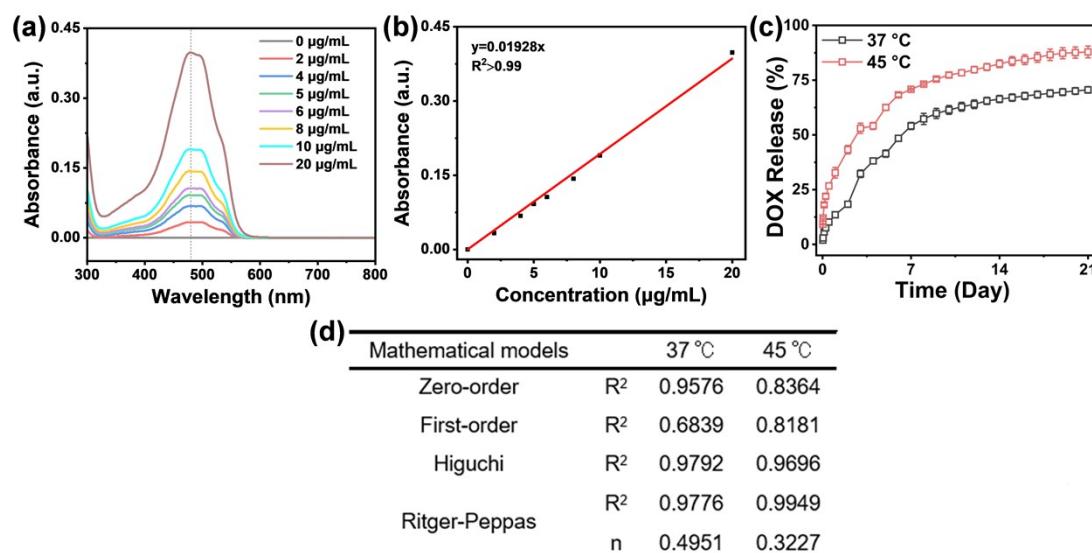 (a)
0.45
0.30
0.15
0.00
Absorbance (a.u.)
300 400 500 600 700 800
Wavelength (nm)
0 µg/mL
2 µg/mL
4 µg/mL
5 µg/mL
6 µg/mL
8 µg/mL
10 µg/mL
20 µg/mL
(b)
0.45
0.30
0.15
0.00
Absorbance (a.u.)
y=0.01928x
R²>0.99
0 5 10 15 20
Concentration (µg/mL)
(c)
100
75
50
25
0
DOX Release (%)
37 °C
45 °C
0 7 14 21
Time (Day)
(d)
Mathematical models 37 ℃ 45 ℃
Zero-order R² 0.9576 0.8364
First-order R² 0.6839 0.8181
Higuchi R² 0.9792 0.9696
Ritger-Peppas R² 0.9776 0.9949
n 0.4951 0.3227